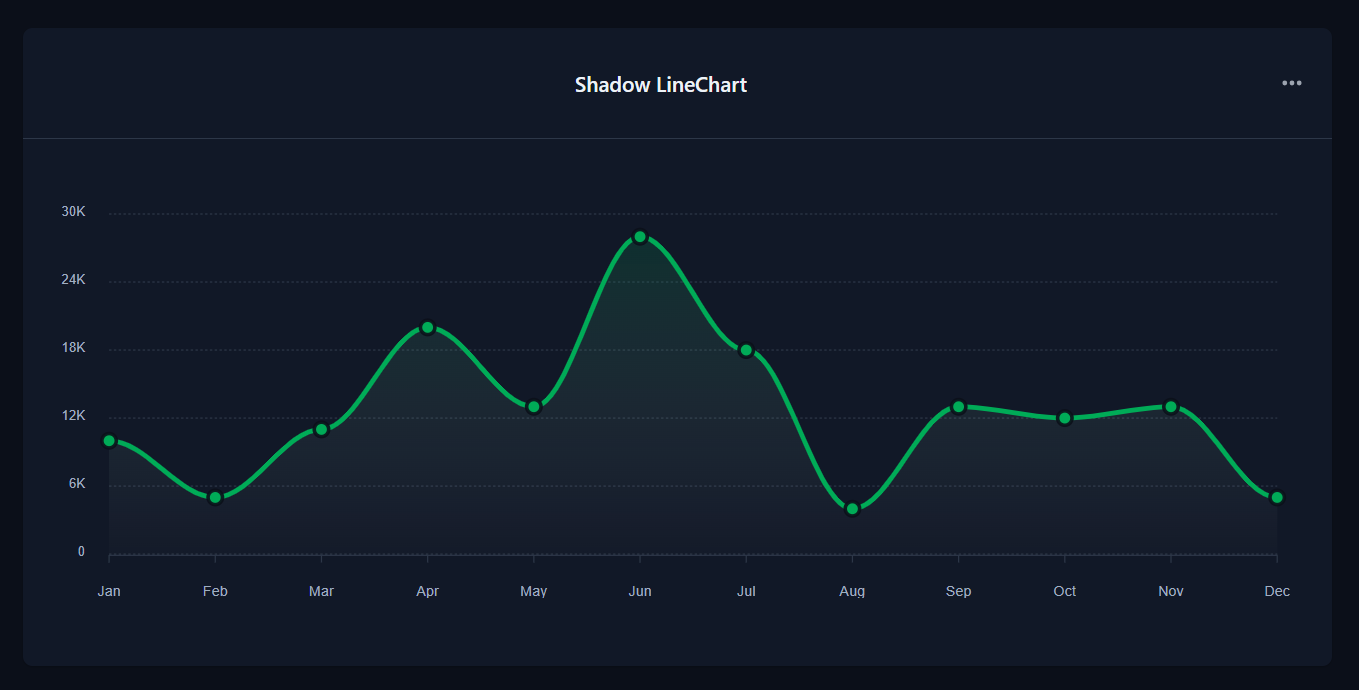 Shadow LineChart
30K
24K
18K
12K
6K
0
Jan Feb Mar Apr May Jun Jul Aug Sep Oct Nov Dec